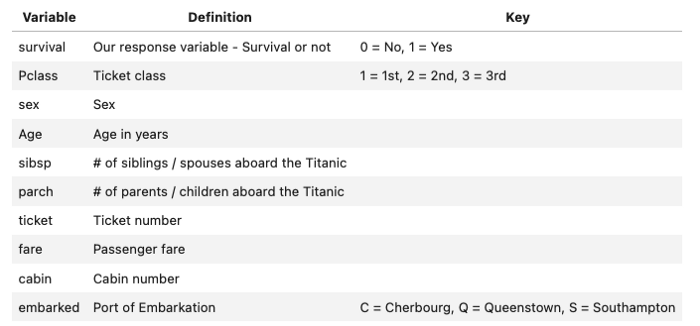 Variable Definition Key
survival Our response variable - Survival or not 0 = No, 1 = Yes
Pclass Ticket class 1 = 1st, 2 = 2nd, 3 = 3rd
sex Sex
Age Age in years
sibsp # of siblings / spouses aboard the Titanic
parch # of parents / children aboard the Titanic
ticket Ticket number
fare Passenger fare
cabin Cabin number
embarked Port of Embarkation C = Cherbourg, Q = Queenstown, S = Southampton